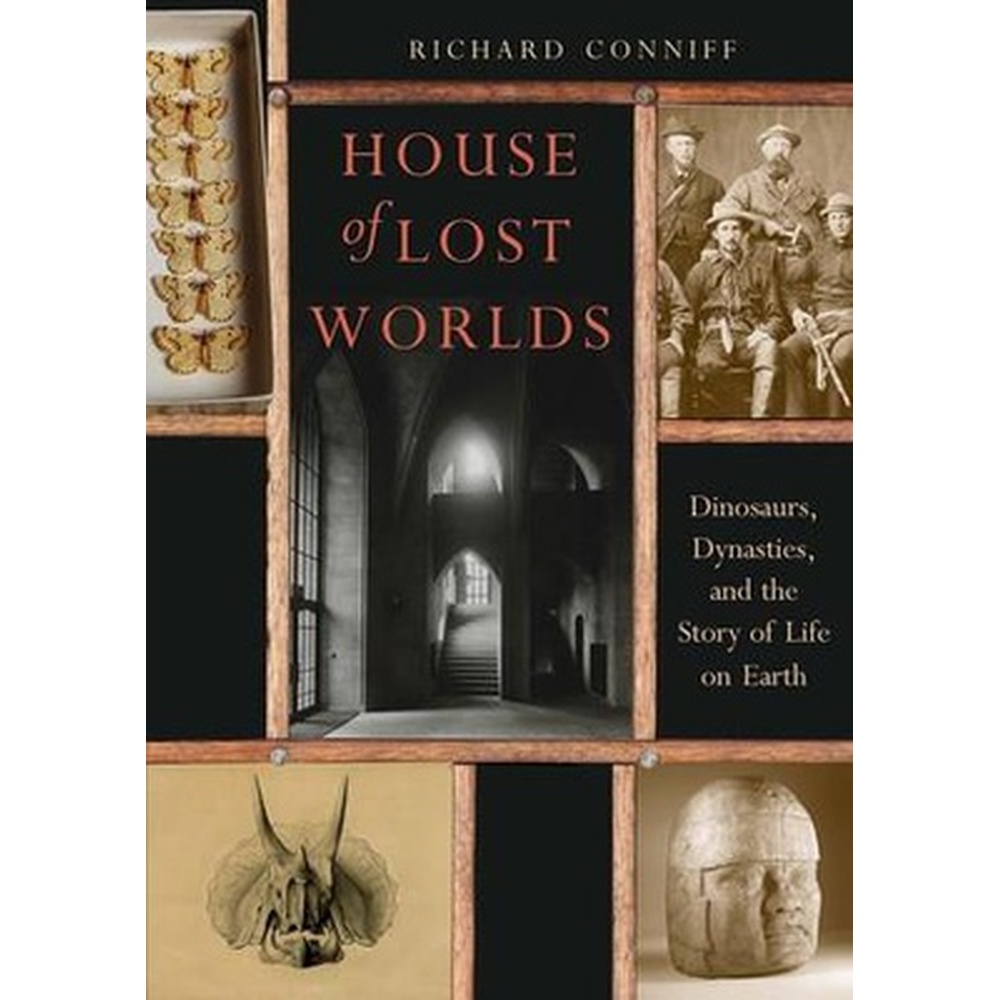 RICHARD CONNIFF
HOUSE
of LOST
WORLDS
Dinosaurs,
Dynasties,
and the
Story of Life
on Earth